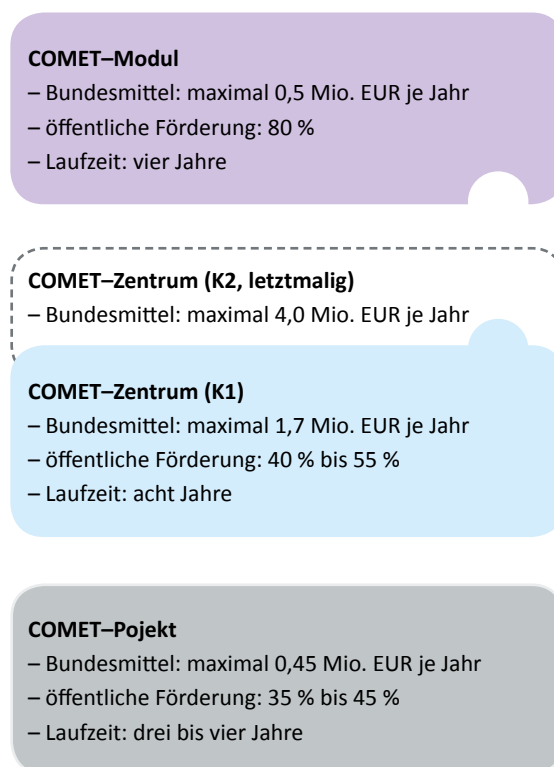 COMET–Modul
– Bundesmittel: maximal 0,5 Mio. EUR je Jahr
– öffentliche Förderung: 80 %
– Laufzeit: vier Jahre
COMET–Zentrum (K2, letztmalig)
– Bundesmittel: maximal 4,0 Mio. EUR je Jahr
COMET–Zentrum (K1)
– Bundesmittel: maximal 1,7 Mio. EUR je Jahr
– öffentliche Förderung: 40 % bis 55 %
– Laufzeit: acht Jahre
COMET–Pojekt
– Bundesmittel: maximal 0,45 Mio. EUR je Jahr
– öffentliche Förderung: 35 % bis 45 %
– Laufzeit: drei bis vier Jahre